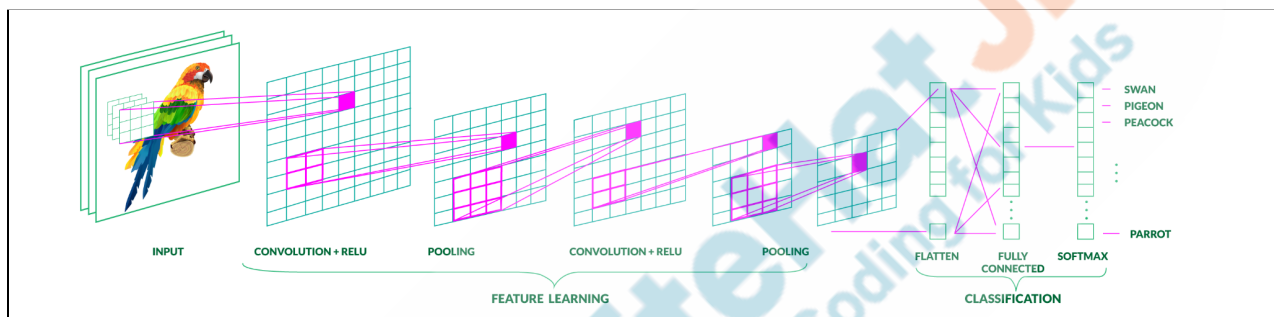 SWAN
PIGEON
PEACOCK
PARROT
INPUT
CONVOLUTION + RELU
POOLING
CONVOLUTION + RELU
POOLING
FLATTEN
FULLY
CONNECTED
SOFTMAX
FEATURE LEARNING
CLASSIFICATION
Coding for Kids